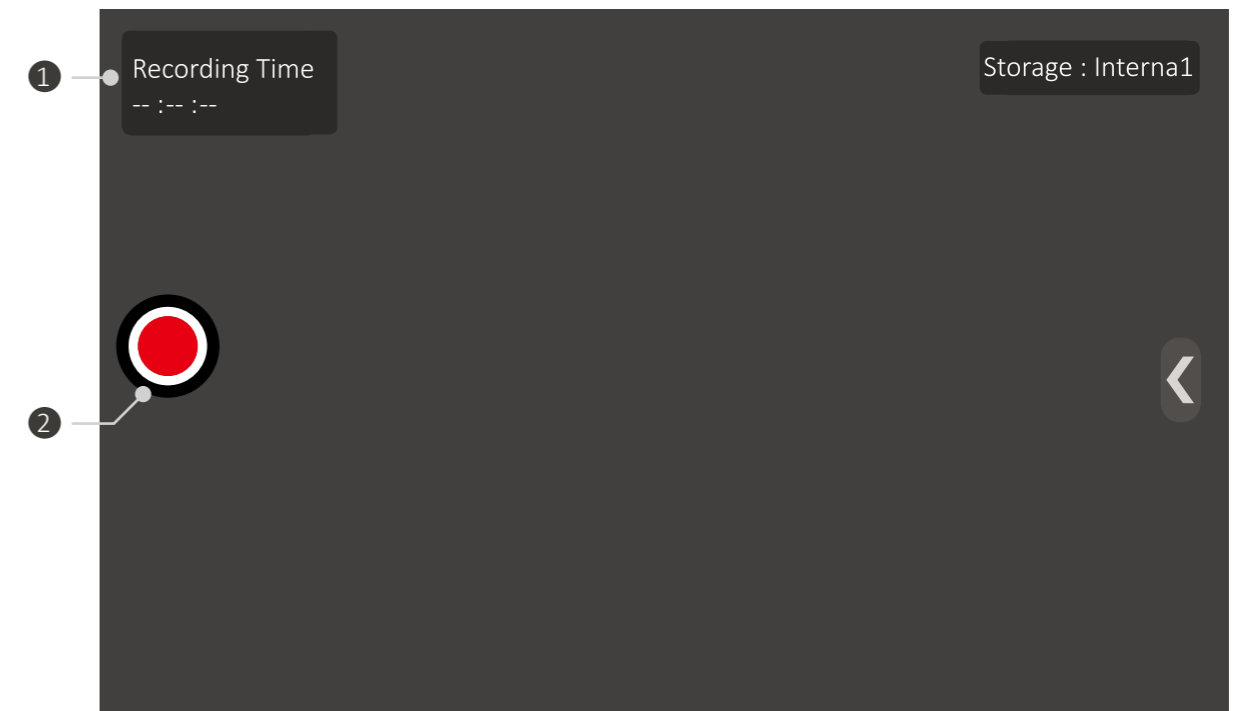 1
Recording Time
-- :-- :--
Storage : Interna1
2